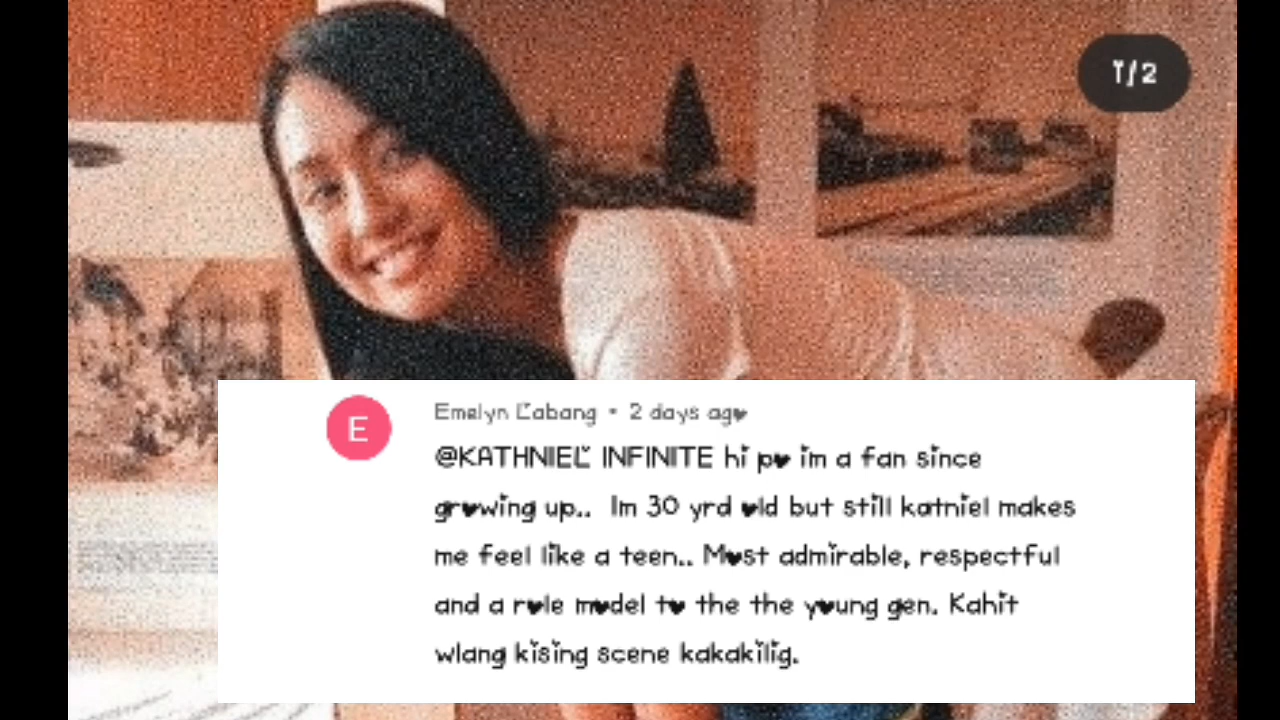 1/2
E
Emelyn Labang • 2 days ago
@KATHNIEL INFINITE hi po im a fan since
growing up.. Im 30 yrd old but still katniel makes
me feel like a teen.. Most admirable, respectful
and a role model to the the young gen. Kahit
wlang kising scene kakakilig.